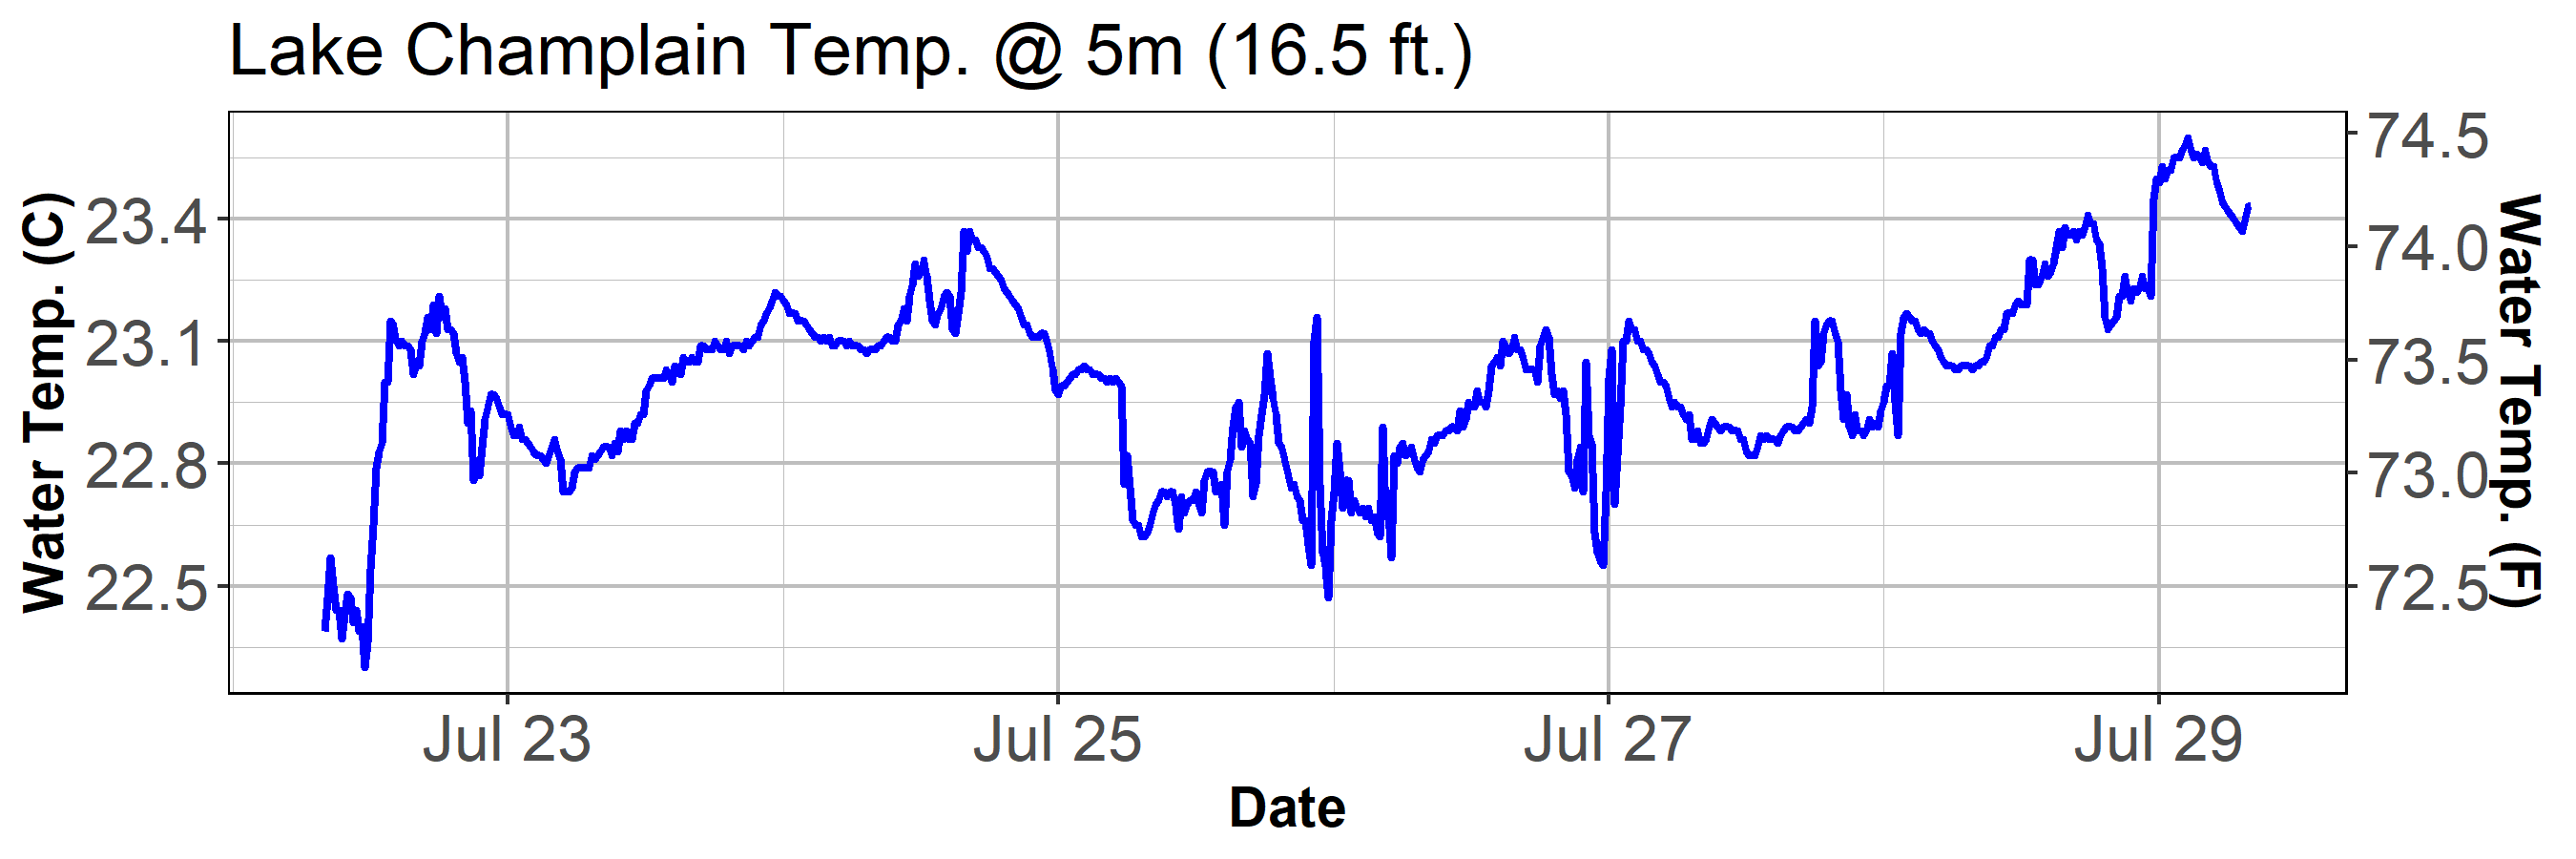 Lake Champlain Temp. @ 5m (16.5 ft.)
Water Temp. (C)
23.4
23.1
22.8
22.5
74.5
74.0
73.5
73.0
72.5
Water Temp. (F)
Jul 23
Jul 25
Jul 27
Jul 29
Date